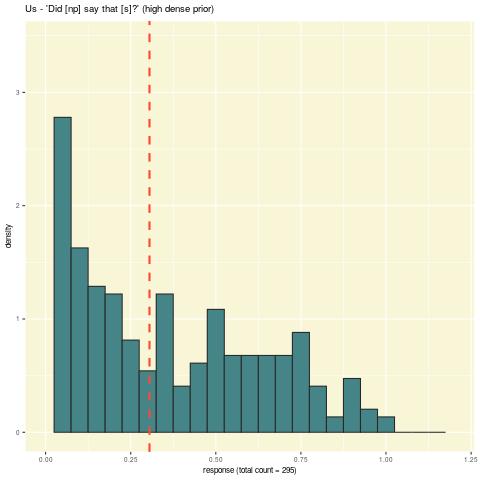 Us - 'Did [np] say that [s]?' (high dense prior)
3
2
1
0
density
0.00 0.25 0.50 0.75 1.00 1.25
response (total count = 295)